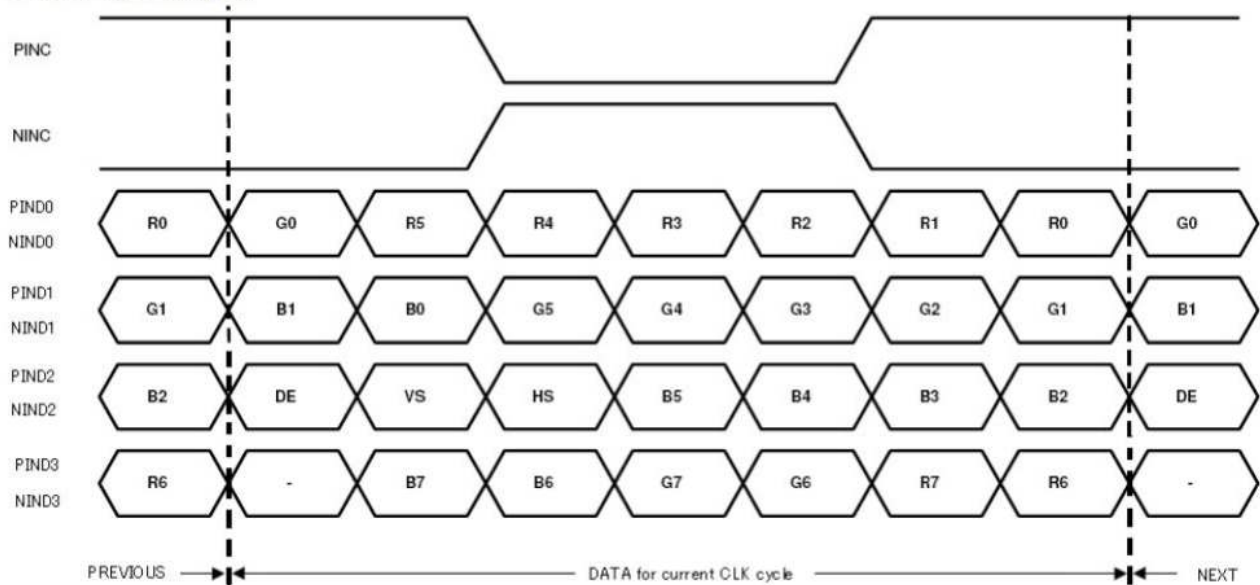 PINC
NINC
PIND0
NIND0
R0 G0 R5 R4 R3 R2 R1 R0 G0
PIND1
NIND1
G1 B1 B0 G5 G4 G3 G2 G1 B1
PIND2
NIND2
B2 DE VS HS B5 B4 B3 B2 DE
PIND3
NIND3
R6 - B7 B6 G7 G6 R7 R6 -
PREVIOUS DATA for current CLK cycle NEXT